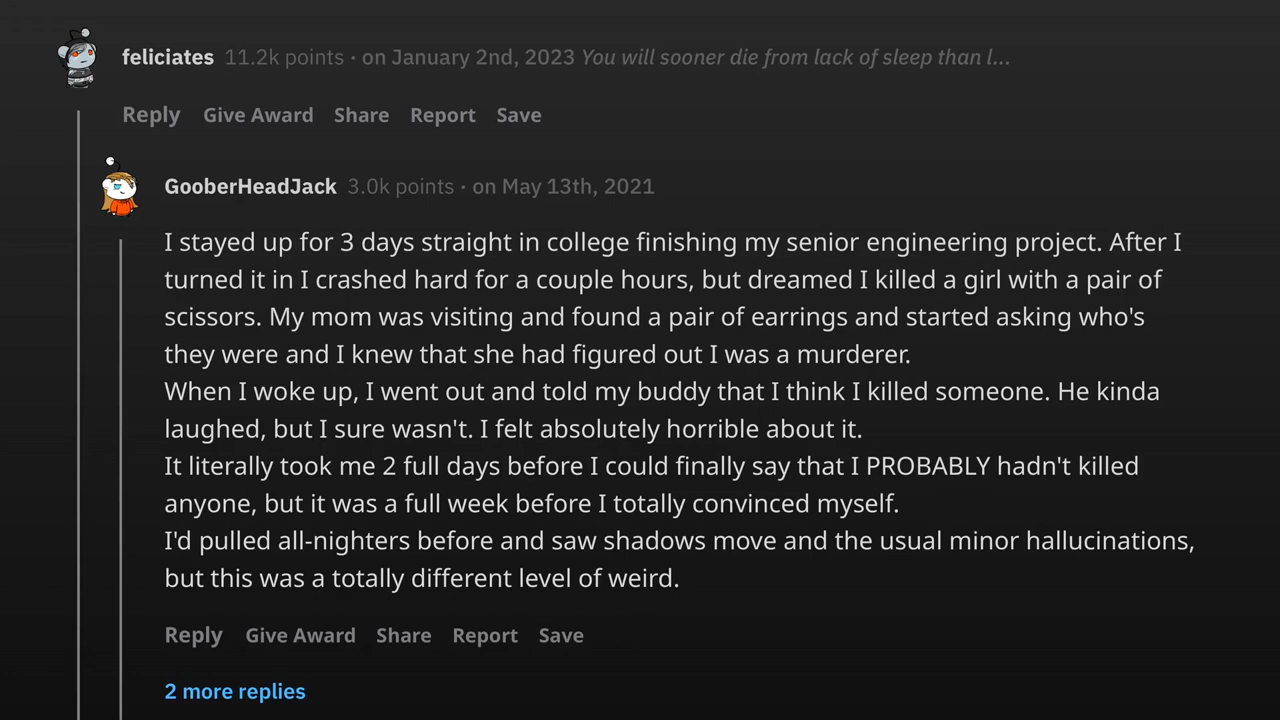 feliciates 11.2k points · on January 2nd, 2023 You will sooner die from lack of sleep than l...
Reply Give Award Share Report Save
GooberHeadJack 3.0k points · on May 13th, 2021
I stayed up for 3 days straight in college finishing my senior engineering project. After I
turned it in I crashed hard for a couple hours, but dreamed I killed a girl with a pair of
scissors. My mom was visiting and found a pair of earrings and started asking who's
they were and I knew that she had figured out I was a murderer.
When I woke up, I went out and told my buddy that I think I killed someone. He kinda
laughed, but I sure wasn't. I felt absolutely horrible about it.
It literally took me 2 full days before I could finally say that I PROBABLY hadn't killed
anyone, but it was a full week before I totally convinced myself.
I'd pulled all-nighters before and saw shadows move and the usual minor hallucinations,
but this was a totally different level of weird.
Reply Give Award Share Report Save
2 more replies